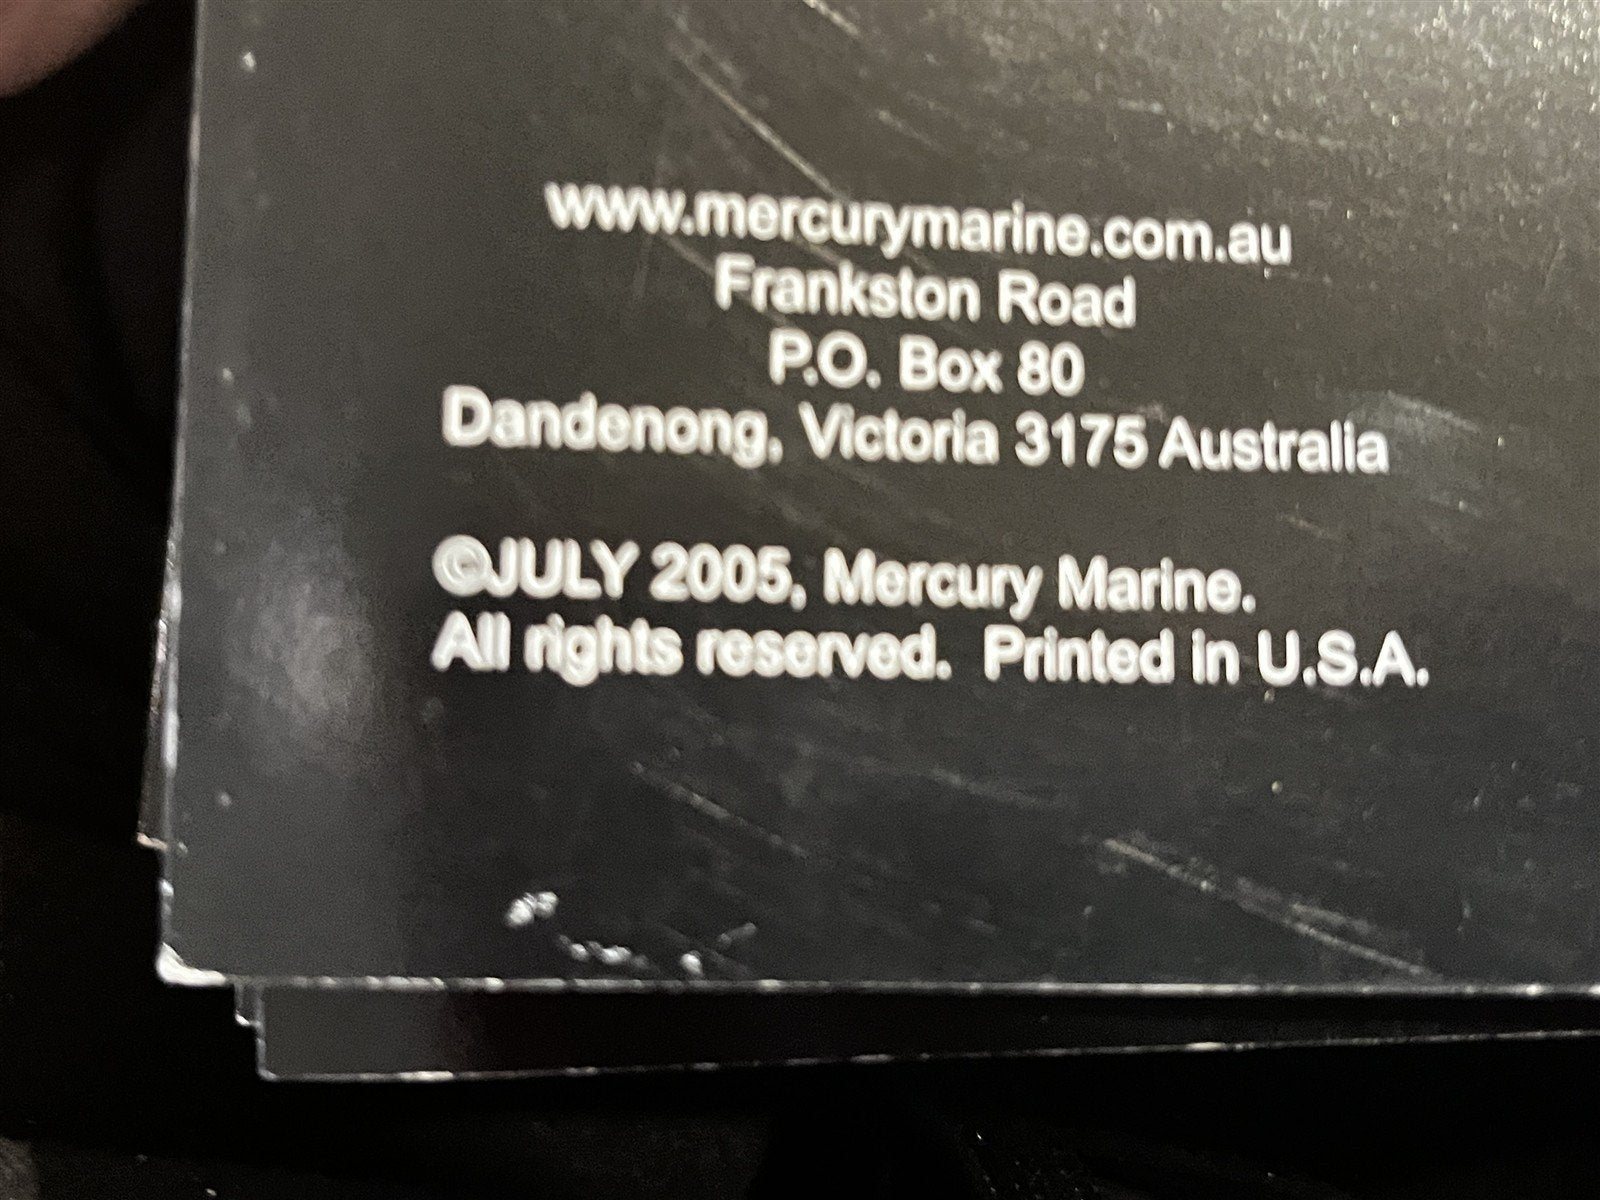 www.mercurymarine.com.au
Frankston Road
P.O. Box 80
Dandenong, Victoria 3175 Australia
©JULY 2005, Mercury Marine.
All rights reserved. Printed in U.S.A.